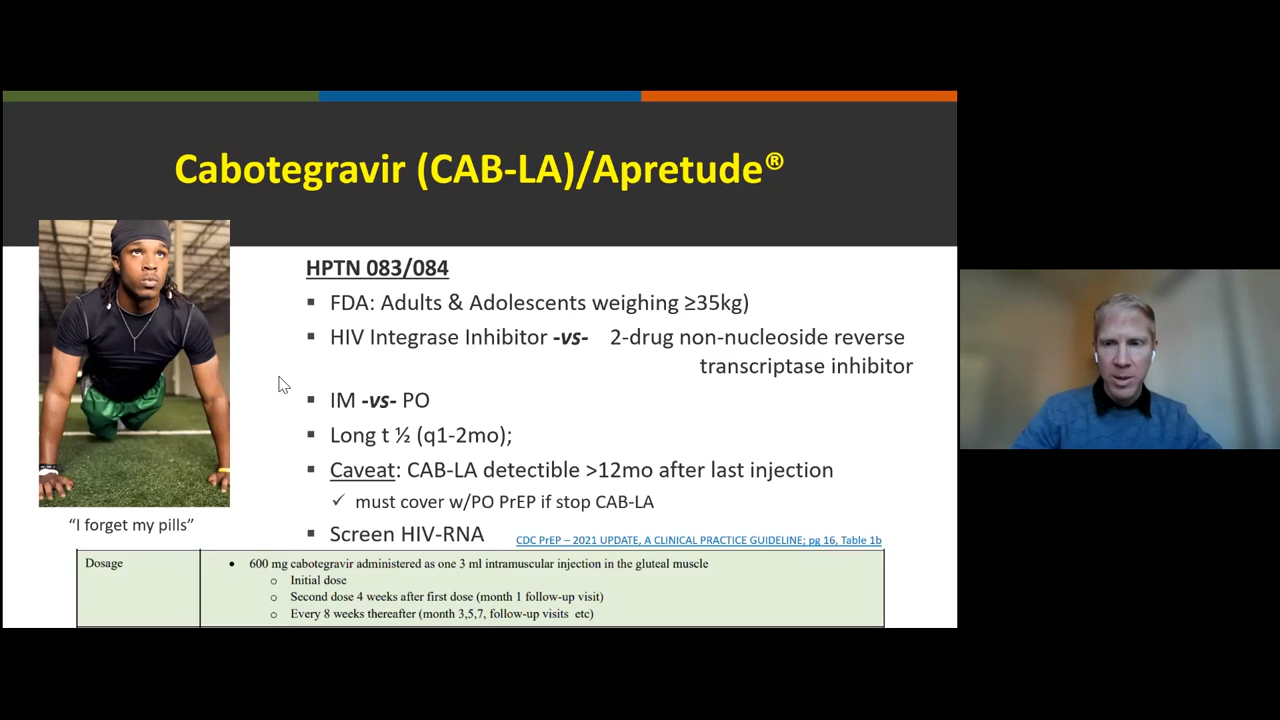 Cabotegravir (CAB-LA)/Apretude®
HPTN 083/084
▪ FDA: Adults & Adolescents weighing ≥35kg)
▪ HIV Integrase Inhibitor -vs- 2-drug non-nucleoside reverse
transcriptase inhibitor
▪ IM -vs- PO
▪ Long t ½ (q1-2mo);
▪ Caveat: CAB-LA detectible >12mo after last injection
✓ must cover w/PO PrEP if stop CAB-LA
▪ Screen HIV-RNA
CDC PrEP – 2021 UPDATE, A CLINICAL PRACTICE GUIDELINE; pg 16, Table 1b
“I forget my pills”
Dosage
• 600 mg cabotegravir administered as one 3 ml intramuscular injection in the gluteal muscle
o Initial dose
o Second dose 4 weeks after first dose (month 1 follow-up visit)
o Every 8 weeks thereafter (month 3,5,7, follow-up visits etc)